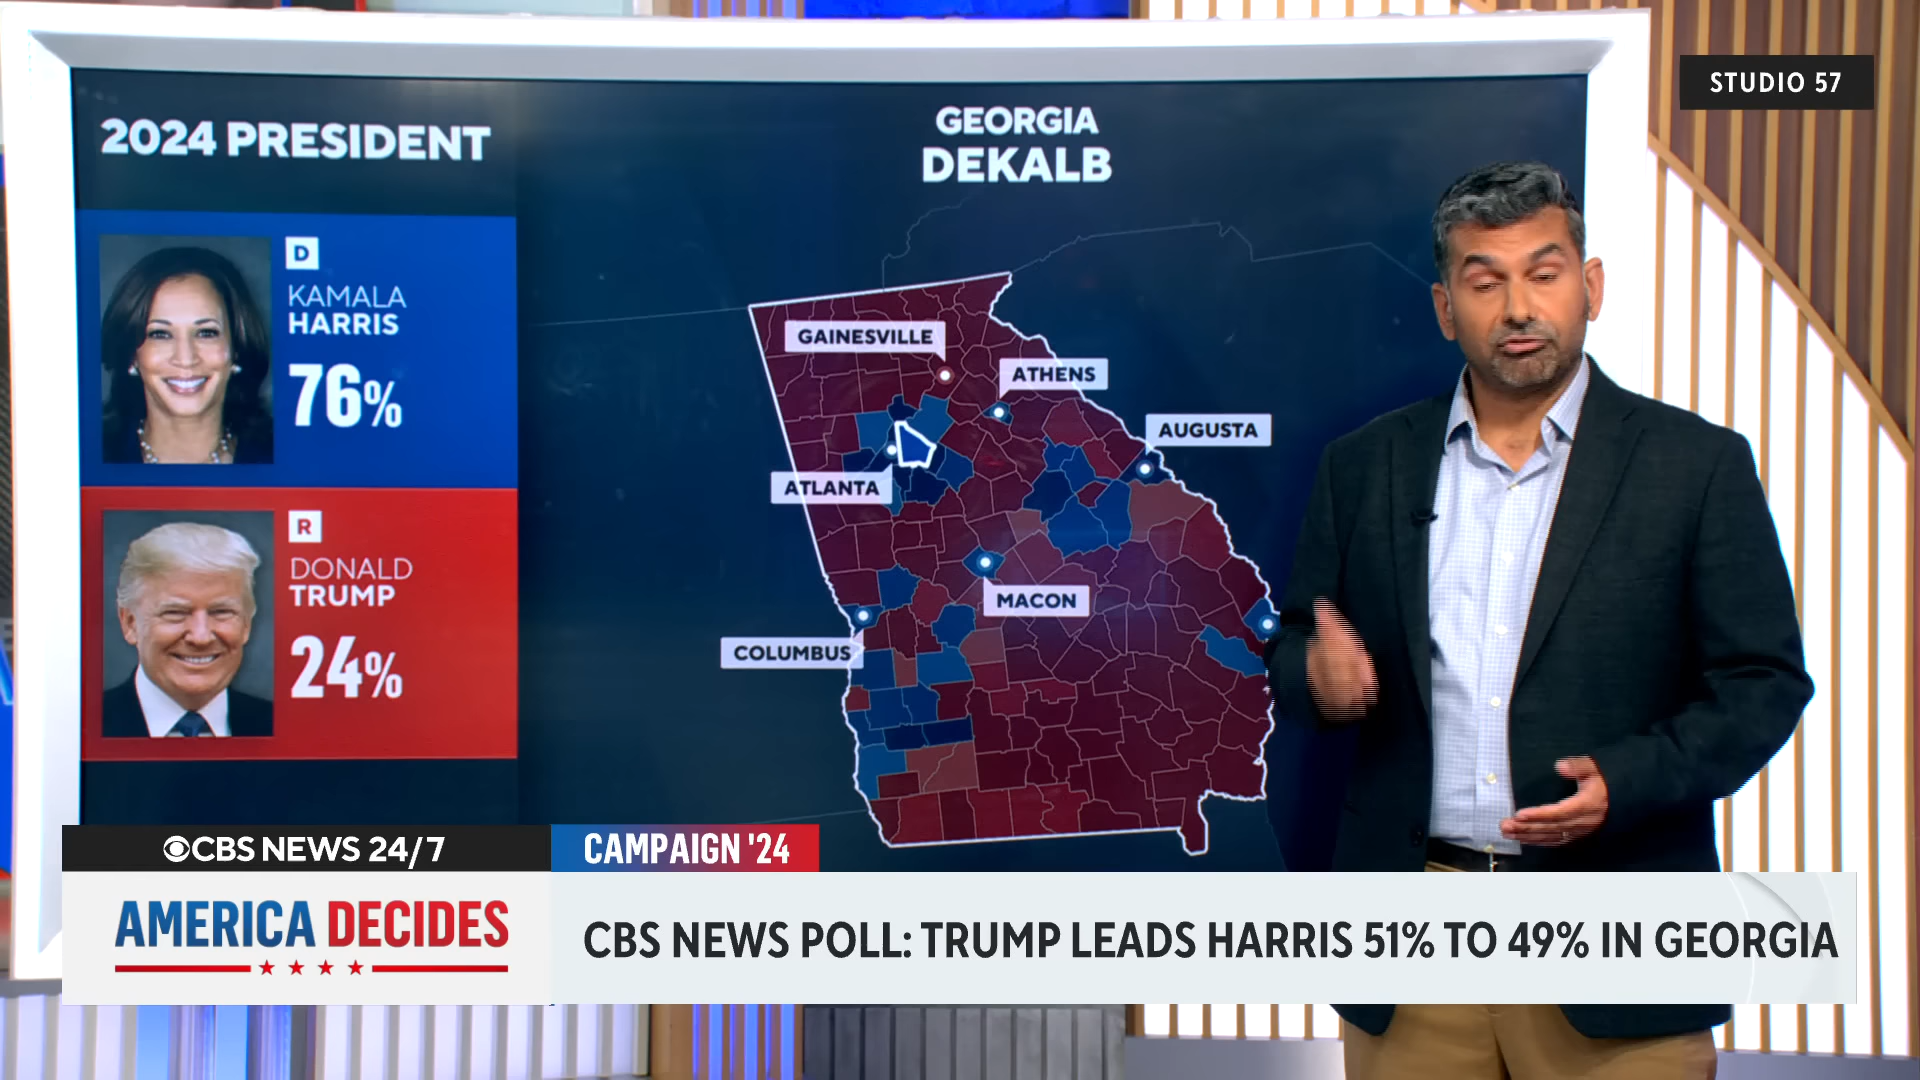 STUDIO 57
2024 PRESIDENT
GEORGIA
DEKALB
D
KAMALA
HARRIS
76%
R
DONALD
TRUMP
24%
GAINESVILLE
ATHENS
AUGUSTA
ATLANTA
MACON
COLUMBUS
CBS NEWS 24/7
CAMPAIGN '24
AMERICA DECIDES
CBS NEWS POLL: TRUMP LEADS HARRIS 51% TO 49% IN GEORGIA